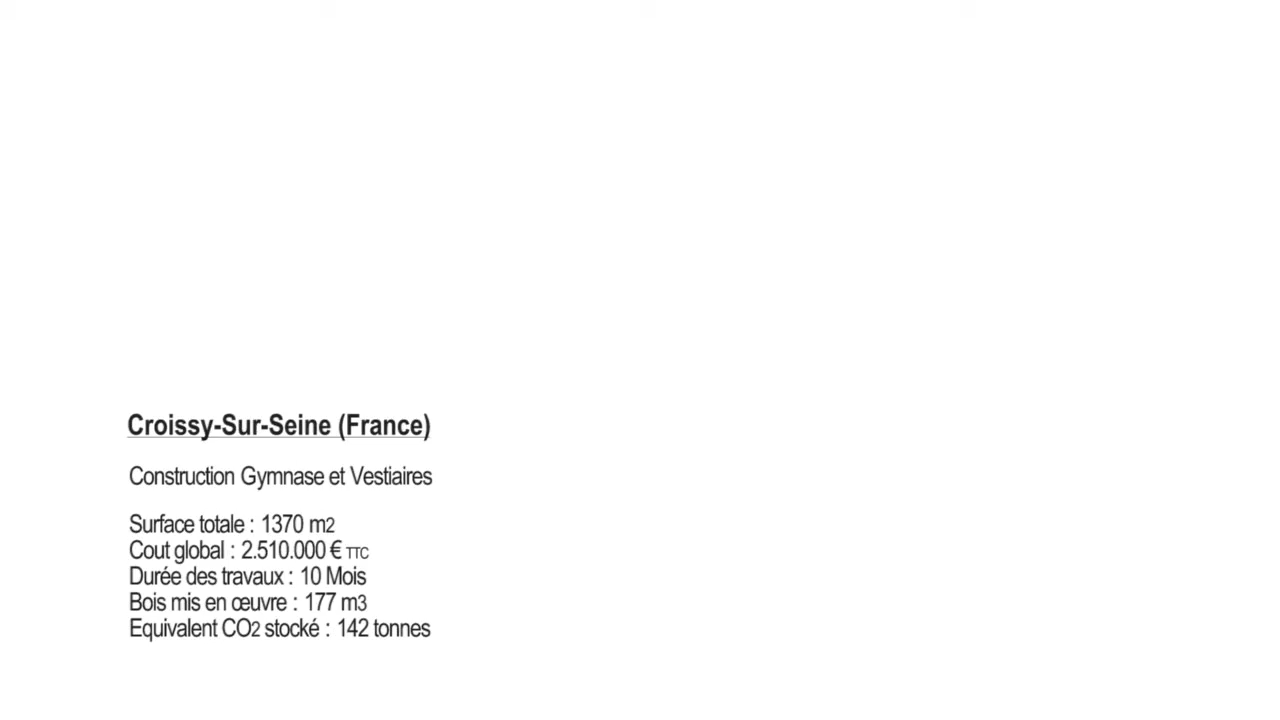 Croissy-Sur-Seine (France)
Construction Gymnase et Vestiaires
Surface totale : 1370 m2
Cout global : 2.510.000 € TTC
Durée des travaux : 10 Mois
Bois mis en œuvre : 177 m3
Equivalent CO2 stocké : 142 tonnes